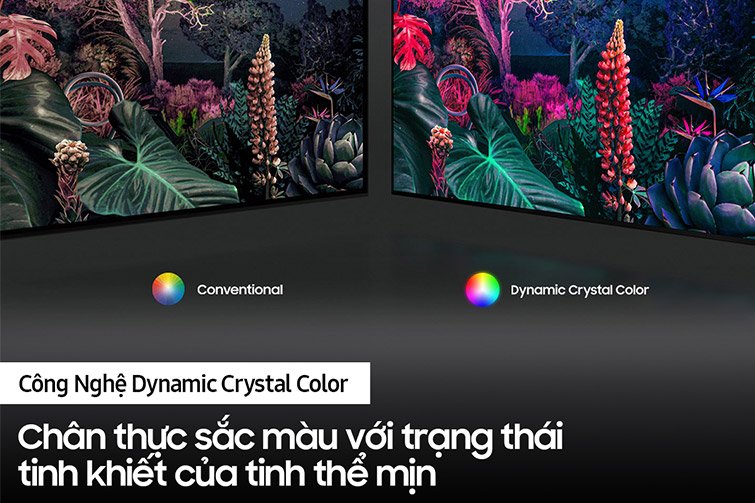 Conventional
Dynamic Crystal Color
Công Nghệ Dynamic Crystal Color
Chân thực sắc màu với trạng thái
tinh khiết của tinh thể mịn